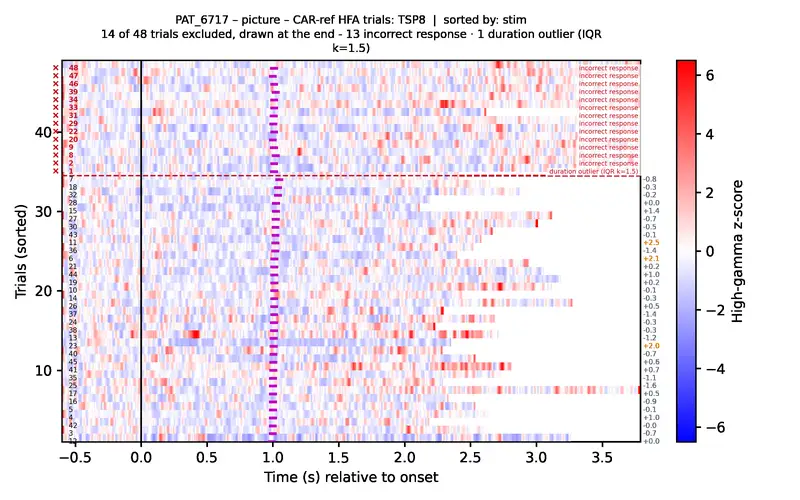 PAT_6717 – picture – CAR-ref HFA trials: TSP8 | sorted by: stim
14 of 48 trials excluded, drawn at the end - 13 incorrect response · 1 duration outlier (IQR
k=1.5)
× 48 incorrect response
× 47 incorrect response
× 46 incorrect response
× 39 incorrect response
× 34 incorrect response
× 33 incorrect response
× 31 incorrect response
× 29 incorrect response
× 22 incorrect response
× 20 incorrect response
× 9 incorrect response
× 8 incorrect response
× 2 incorrect response
× 1 duration outlier (IQR k=1.5)
7 -0.8
18 -0.3
32 -0.2
28 +0.0
15 +1.4
27 -0.7
30 -0.5
43 -0.1
11 +2.5
36 -1.4
6 +2.1
21 +0.2
44 +1.0
19 +0.2
10 -0.1
14 -0.3
26 +0.5
37 -1.4
24 -0.3
38 -0.3
13 -1.2
23 +2.0
40 -0.7
45 +0.6
41 -0.7
35 -1.1
25 -1.6
17 +0.5
16 -0.9
5 -0.1
4 +1.0
42 -0.0
3 -0.7
12 +0.0
40
30
20
10
Trials (sorted)
−0.5 0.0 0.5 1.0 1.5 2.0 2.5 3.0 3.5
Time (s) relative to onset
6
4
2
0
−2
−4
−6
High-gamma z-score